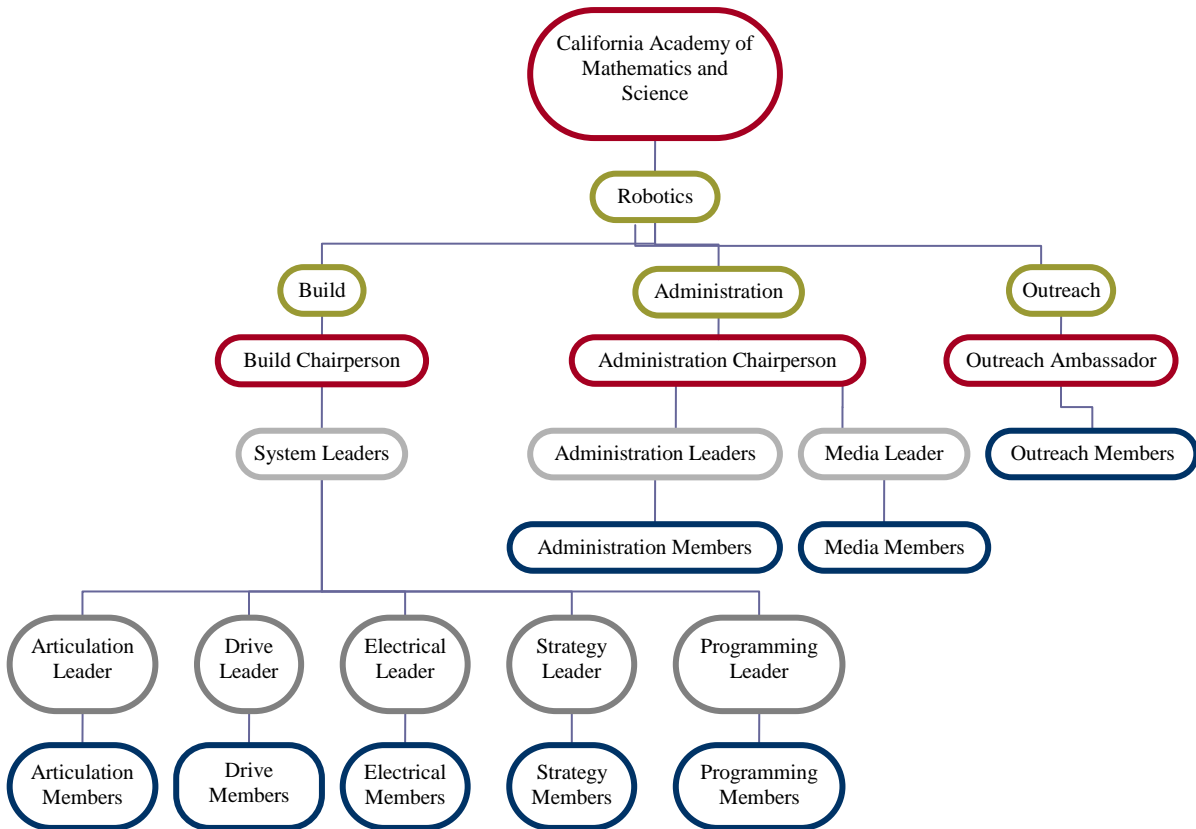 California Academy of
Mathematics and
Science
Robotics
Build
Administration
Outreach
Build Chairperson
Administration Chairperson
Outreach Ambassador
System Leaders
Administration Leaders
Media Leader
Outreach Members
Administration Members
Media Members
Articulation
Leader
Drive
Leader
Electrical
Leader
Strategy
Leader
Programming
Leader
Articulation
Members
Drive
Members
Electrical
Members
Strategy
Members
Programming
Members